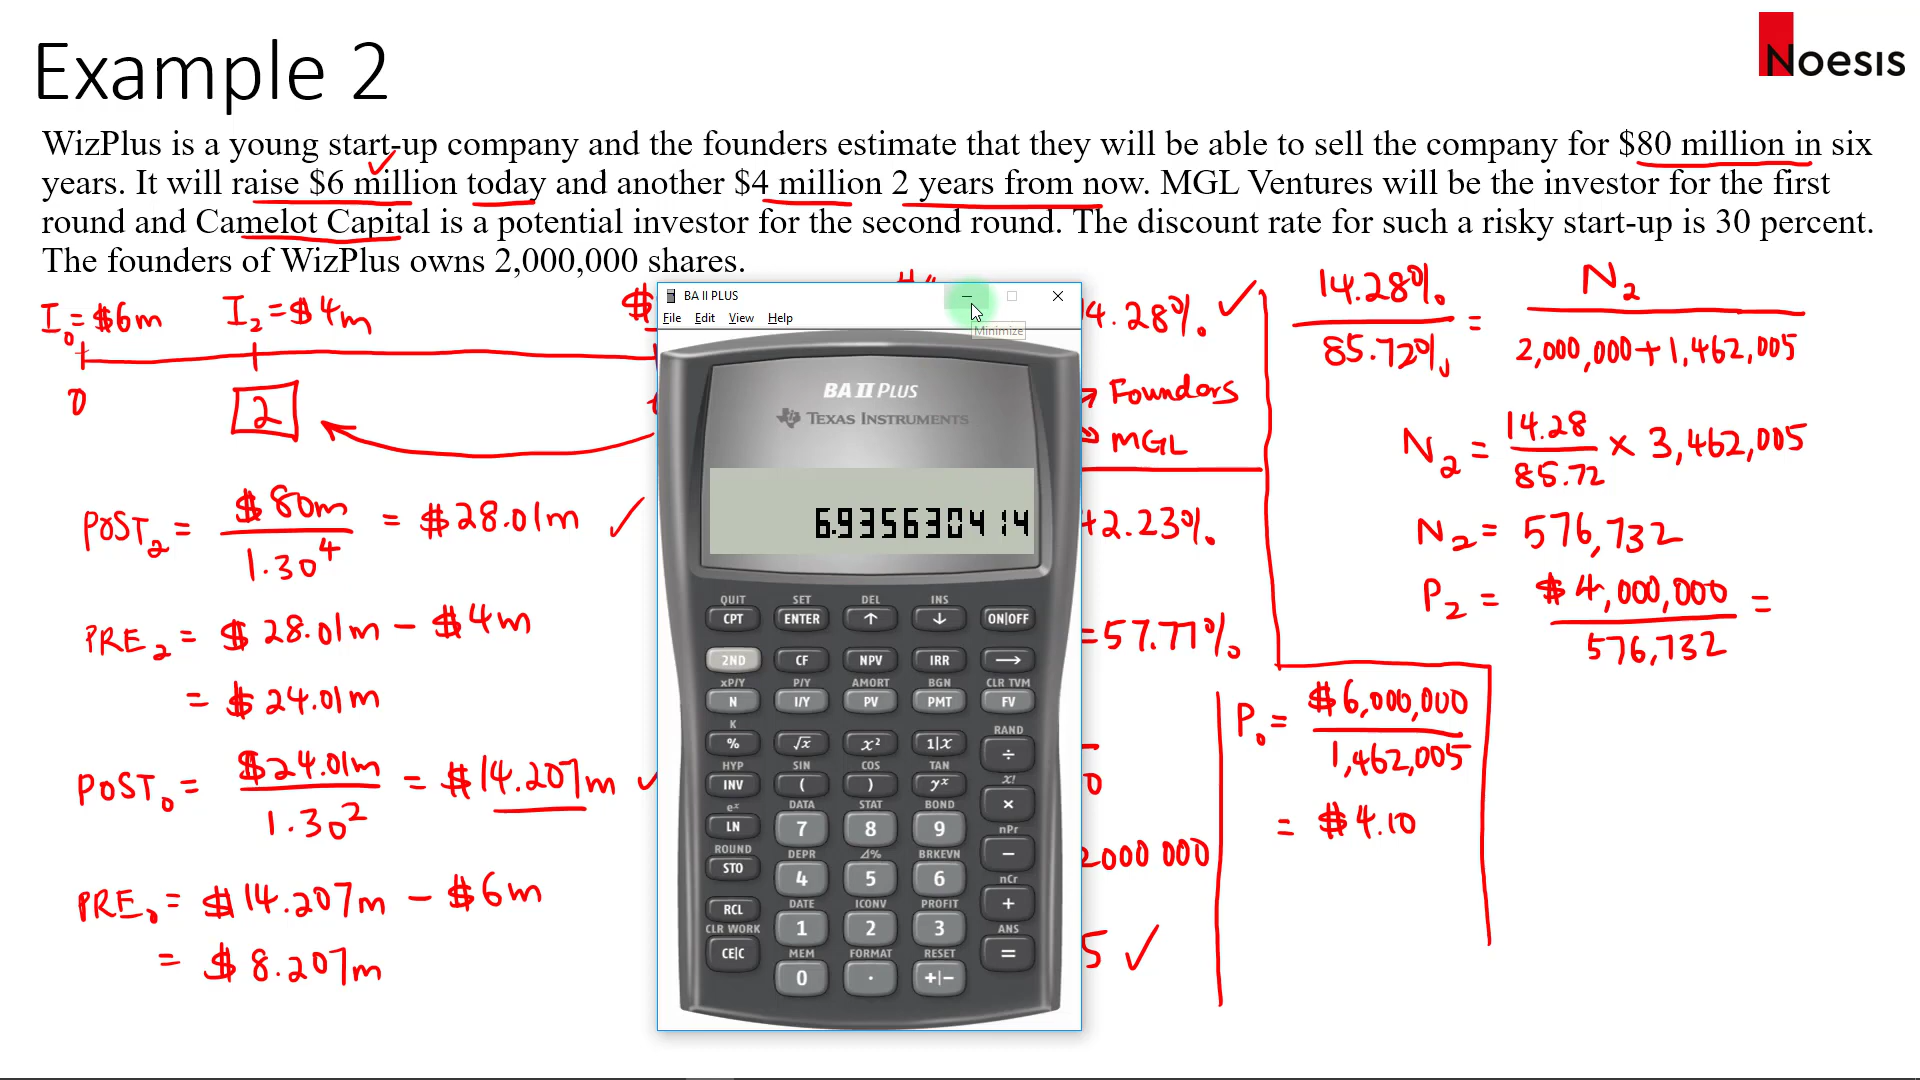 Example 2
Noesis
WizPlus is a young start-up company and the founders estimate that they will be able to sell the company for $80 million in six
years. It will raise $6 million today and another $4 million 2 years from now. MGL Ventures will be the investor for the first
round and Camelot Capital is a potential investor for the second round. The discount rate for such a risky start-up is 30 percent.
The founders of WizPlus owns 2,000,000 shares.
I₀ = $6m
I₂ = $4m
0
2
POST₂ = $80m / 1.30⁴ = $28.01m ✓
PRE₂ = $28.01m − $4m
= $24.01m
POST₀ = $24.01m / 1.30² = $14.207m ✓
PRE₀ = $14.207m − $6m
= $8.207m
BA II PLUS
File Edit View Help
Minimize
BA II PLUS
TEXAS INSTRUMENTS
6.935630414
QUIT SET DEL INS
CPT ENTER ↑ ↓ ON|OFF
2ND CF NPV IRR →
xP/Y P/Y AMORT BGN CLR TVM
N I/Y PV PMT FV
K RAND
% √x x² 1|x ÷
HYP SIN COS TAN x!
INV ( ) yˣ ×
eˣ DATA STAT BOND nPr
LN 7 8 9 −
ROUND DEPR Δ% BRKEVN nCr
STO 4 5 6 +
DATE ICONV PROFIT
RCL 1 2 3
CLR WORK MEM FORMAT RESET ANS
CE|C 0 . +|− =
4.28% ✓
Founders
MGL
2.23%
= 57.77%
0
2000 000
5 ✓
14.28% / 85.72% = N₂ / 2,000,000 + 1,462,005
N₂ = 14.28 / 85.72 × 3,462,005
N₂ = 576,732
P₂ = $4,000,000 / 576,732 =
P₀ = $6,000,000 / 1,462,005
= $4.10